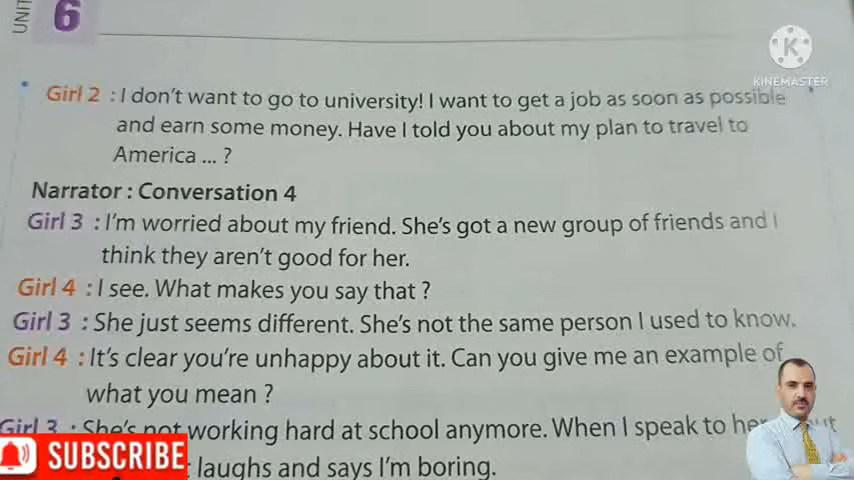 UNIT
6
KINEMASTER
Girl 2 : I don't want to go to university! I want to get a job as soon as possible
and earn some money. Have I told you about my plan to travel to
America ... ?
Narrator : Conversation 4
Girl 3 : I'm worried about my friend. She's got a new group of friends and I
think they aren't good for her.
Girl 4 : I see. What makes you say that ?
Girl 3 : She just seems different. She's not the same person I used to know.
Girl 4 : It's clear you're unhappy about it. Can you give me an example of
what you mean ?
Girl 3 : She's not working hard at school anymore. When I speak to her
laughs and says I'm boring.
SUBSCRIBE